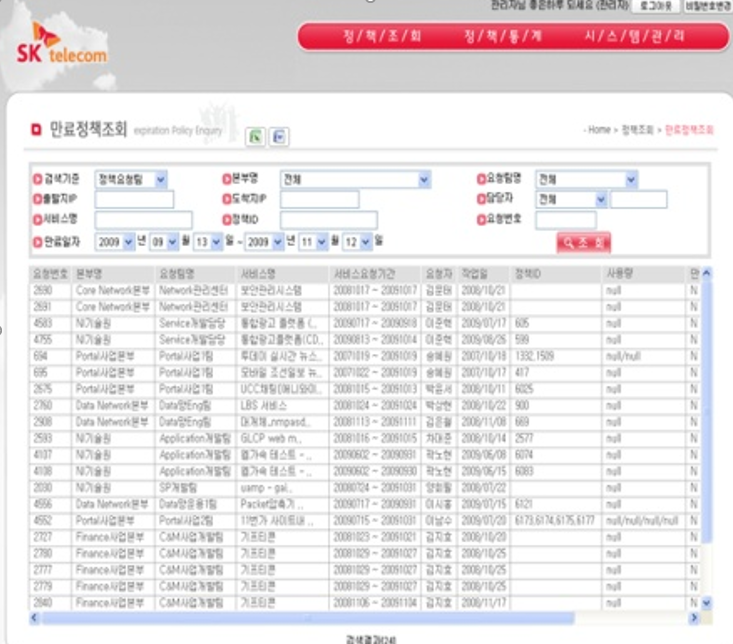 관리자님 좋은하루 되세요 (관리자) 로그아웃 비밀번호변경
SK telecom
정/책/조/회 정/책/통/계 시/스/템/관/리
만료정책조회 expiration Policy Enquiry
- Home > 정책조회 > 만료정책조회
검색기준 정책요청팀 본부명 전체 요청팀명 전체
출발지IP 도착지IP 담당자 전체
서비스명 정책ID 요청번호
만료일자 2009 년 09 월 13 일 ~ 2009 년 11 월 12 일 조 회
요청번호 본부명 요청팀명 서비스명 서비스요청기간 요청자 작업일 정책ID 사용량 만
2690 Core Network본부 Network관리센터 보안관리시스템 20081017 ~ 20091017 김문태 2008/10/21 null N
2691 Core Network본부 Network관리센터 보안관리시스템 20081017 ~ 20091017 김문태 2008/10/21 null N
4583 NI기술원 Service개발담당 통합광고 플랫폼 (.. 20090717 ~ 20090918 이준혁 2009/07/17 605 null N
4755 NI기술원 Service개발담당 통합광고플랫폼(CD.. 20090813 ~ 20091014 이준혁 2009/08/26 599 null N
694 Portal사업본부 Portal사업1팀 투데이 실시간 뉴스.. 20071019 ~ 20091019 송혜원 2007/10/18 1332,1509 null/null N
695 Portal사업본부 Portal사업1팀 모바일 조선일보 뉴.. 20071022 ~ 20091019 송혜원 2007/10/17 417 null N
2675 Portal사업본부 Portal사업1팀 20081015 ~ 20091013 박윤서 2008/10/11 6025 null N
2760 Data Network본부 Data망Eng팀 LBS 서비스 20081024 ~ 20091024 박상현 2008/10/22 900 null N
2908 Data Network본부 Data망Eng팀 20081113 ~ 20091111 김은철 2008/11/08 669 null N
2593 NI기술원 Application개발팀 GLCP web m.. 20081016 ~ 20091015 차대준 2008/10/14 2577 null N
4107 NI기술원 Application개발팀 웹가속 테스트 - .. 20090602 ~ 20090931 곽노현 2009/06/08 6074 null N
4108 NI기술원 Application개발팀 웹가속 테스트 - .. 20090602 ~ 20090930 곽노현 2009/06/15 6083 null N
2030 NI기술원 SP개발팀 uamp - gal.. 20080724 ~ 20091031 양회필 2008/07/22 null N
4556 Data Network본부 Data망운용1팀 Packet압축기 .. 20090717 ~ 20090931 이시홍 2009/07/15 6121 null N
4552 Portal사업본부 Portal사업2팀 11번가 사이트내 .. 20090715 ~ 20091031 이남수 2009/07/20 6173,6174,6175,6177 null/null/null/null N
2727 Finance사업본부 C&M사업개발팀 기프티콘 20081023 ~ 20091021 김지호 2008/10/20 null N
2780 Finance사업본부 C&M사업개발팀 기프티콘 20081029 ~ 20091027 김지호 2008/10/25 null N
2777 Finance사업본부 C&M사업개발팀 기프티콘 20081029 ~ 20091027 김지호 2008/10/25 null N
2779 Finance사업본부 C&M사업개발팀 기프티콘 20081029 ~ 20091027 김지호 2008/10/25 null N
2840 Finance사업본부 C&M사업개발팀 기프티콘 20081106 ~ 20091104 김지호 2008/11/17 null N
검색결과[24]